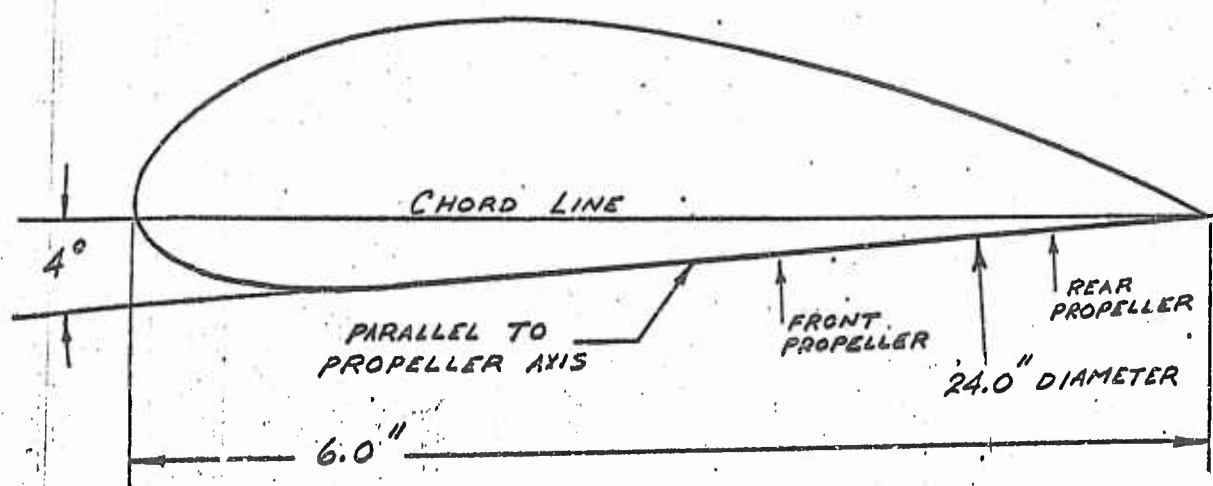 CHORD LINE
4°
PARALLEL TO
PROPELLER AXIS
FRONT
PROPELLER
REAR
PROPELLER
24.0" DIAMETER
6.0"